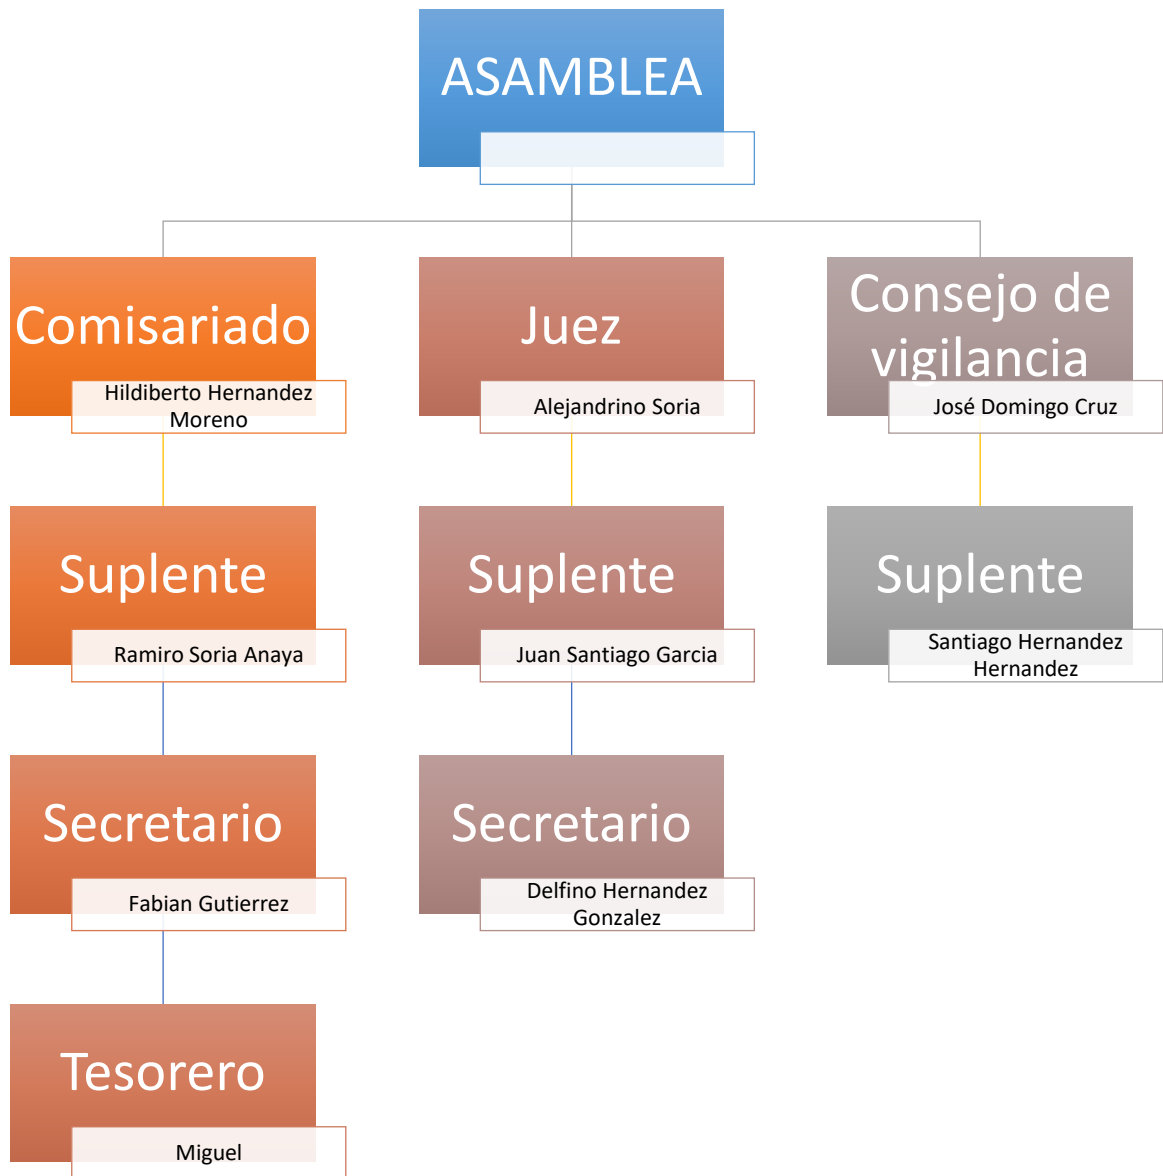 ASAMBLEA
Comisariado
Hildiberto Hernandez
Moreno
Juez
Alejandrino Soria
Consejo de
vigilancia
José Domingo Cruz
Suplente
Ramiro Soria Anaya
Suplente
Juan Santiago Garcia
Suplente
Santiago Hernandez
Hernandez
Secretario
Fabian Gutierrez
Secretario
Delfino Hernandez
Gonzalez
Tesorero
Miguel